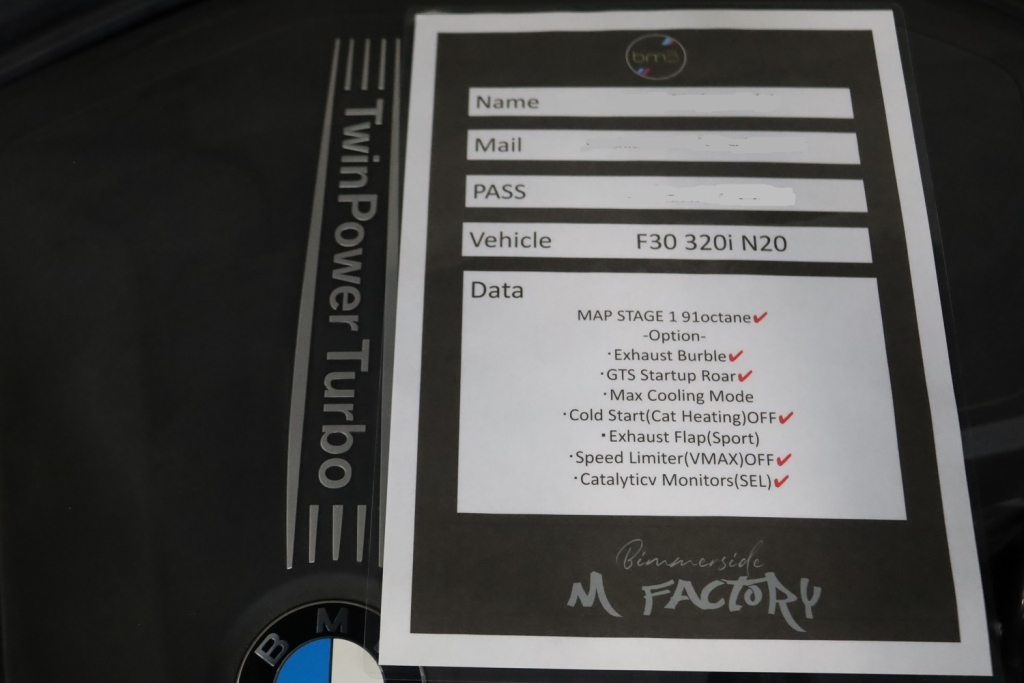 TwinPower Turbo
BM
bm3
Name
Mail
PASS
Vehicle F30 320i N20
Data
MAP STAGE 1 91octane✔
-Option-
・Exhaust Burble✔
・GTS Startup Roar✔
・Max Cooling Mode
・Cold Start(Cat Heating)OFF✔
・Exhaust Flap(Sport)
・Speed Limiter(VMAX)OFF✔
・Catalyticv Monitors(SEL)✔
Bimmerside
M FACTORY